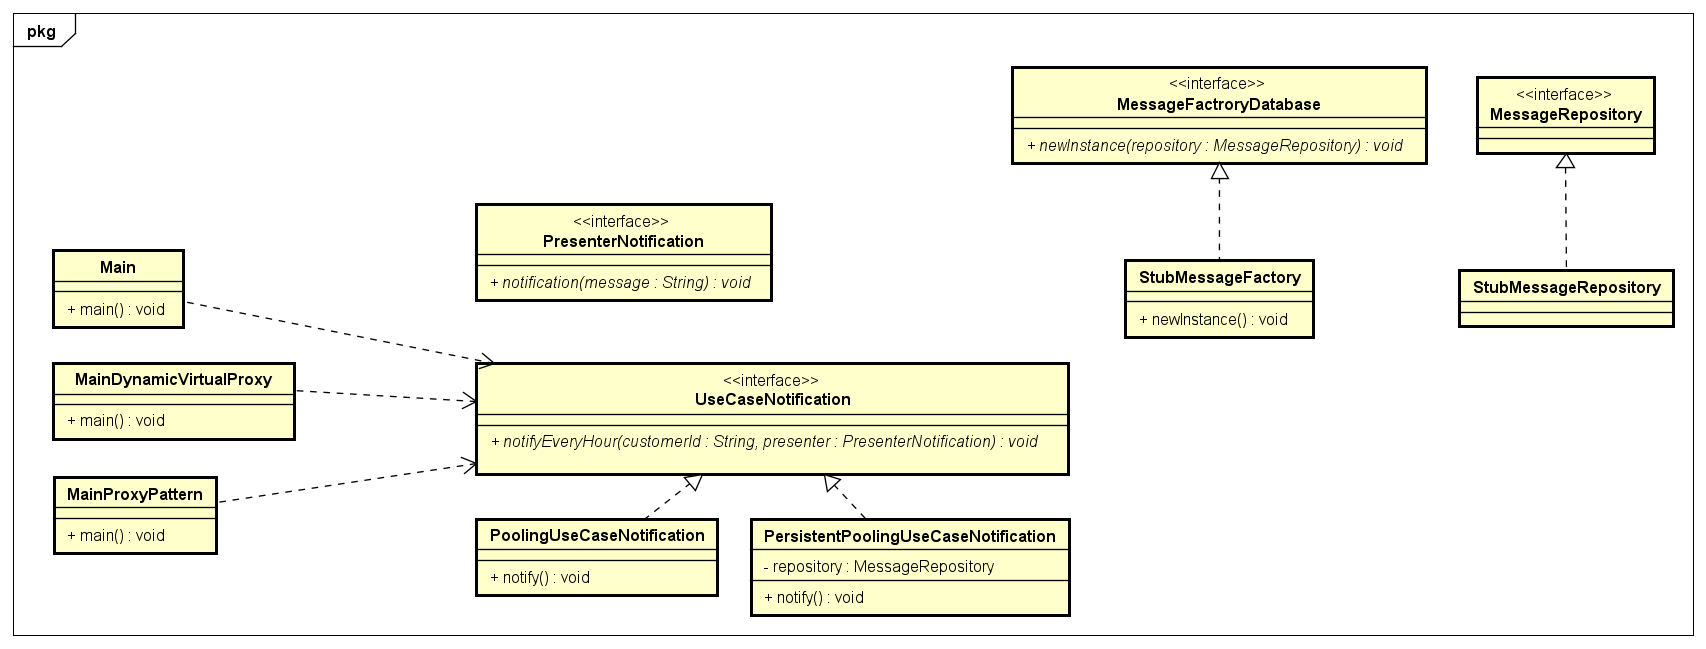 pkg
<<interface>>
MessageFactroryDatabase
+ newInstance(repository : MessageRepository) : void
<<interface>>
MessageRepository
<<interface>>
PresenterNotification
+ notification(message : String) : void
Main
+ main() : void
StubMessageFactory
+ newInstance() : void
StubMessageRepository
MainDynamicVirtualProxy
+ main() : void
<<interface>>
UseCaseNotification
+ notifyEveryHour(customerId : String, presenter : PresenterNotification) : void
MainProxyPattern
+ main() : void
PoolingUseCaseNotification
+ notify() : void
PersistentPoolingUseCaseNotification
- repository : MessageRepository
+ notify() : void